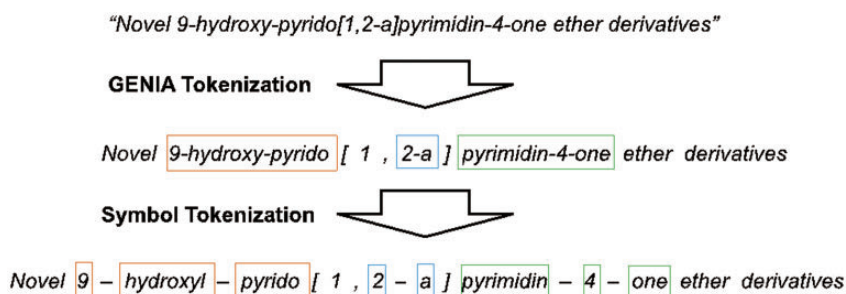 “Novel 9-hydroxy-pyrido[1,2-a]pyrimidin-4-one ether derivatives”
GENIA Tokenization
Novel 9-hydroxy-pyrido [ 1 , 2-a ] pyrimidin-4-one ether derivatives
Symbol Tokenization
Novel 9 – hydroxyl – pyrido [ 1 , 2 – a ] pyrimidin – 4 – one ether derivatives